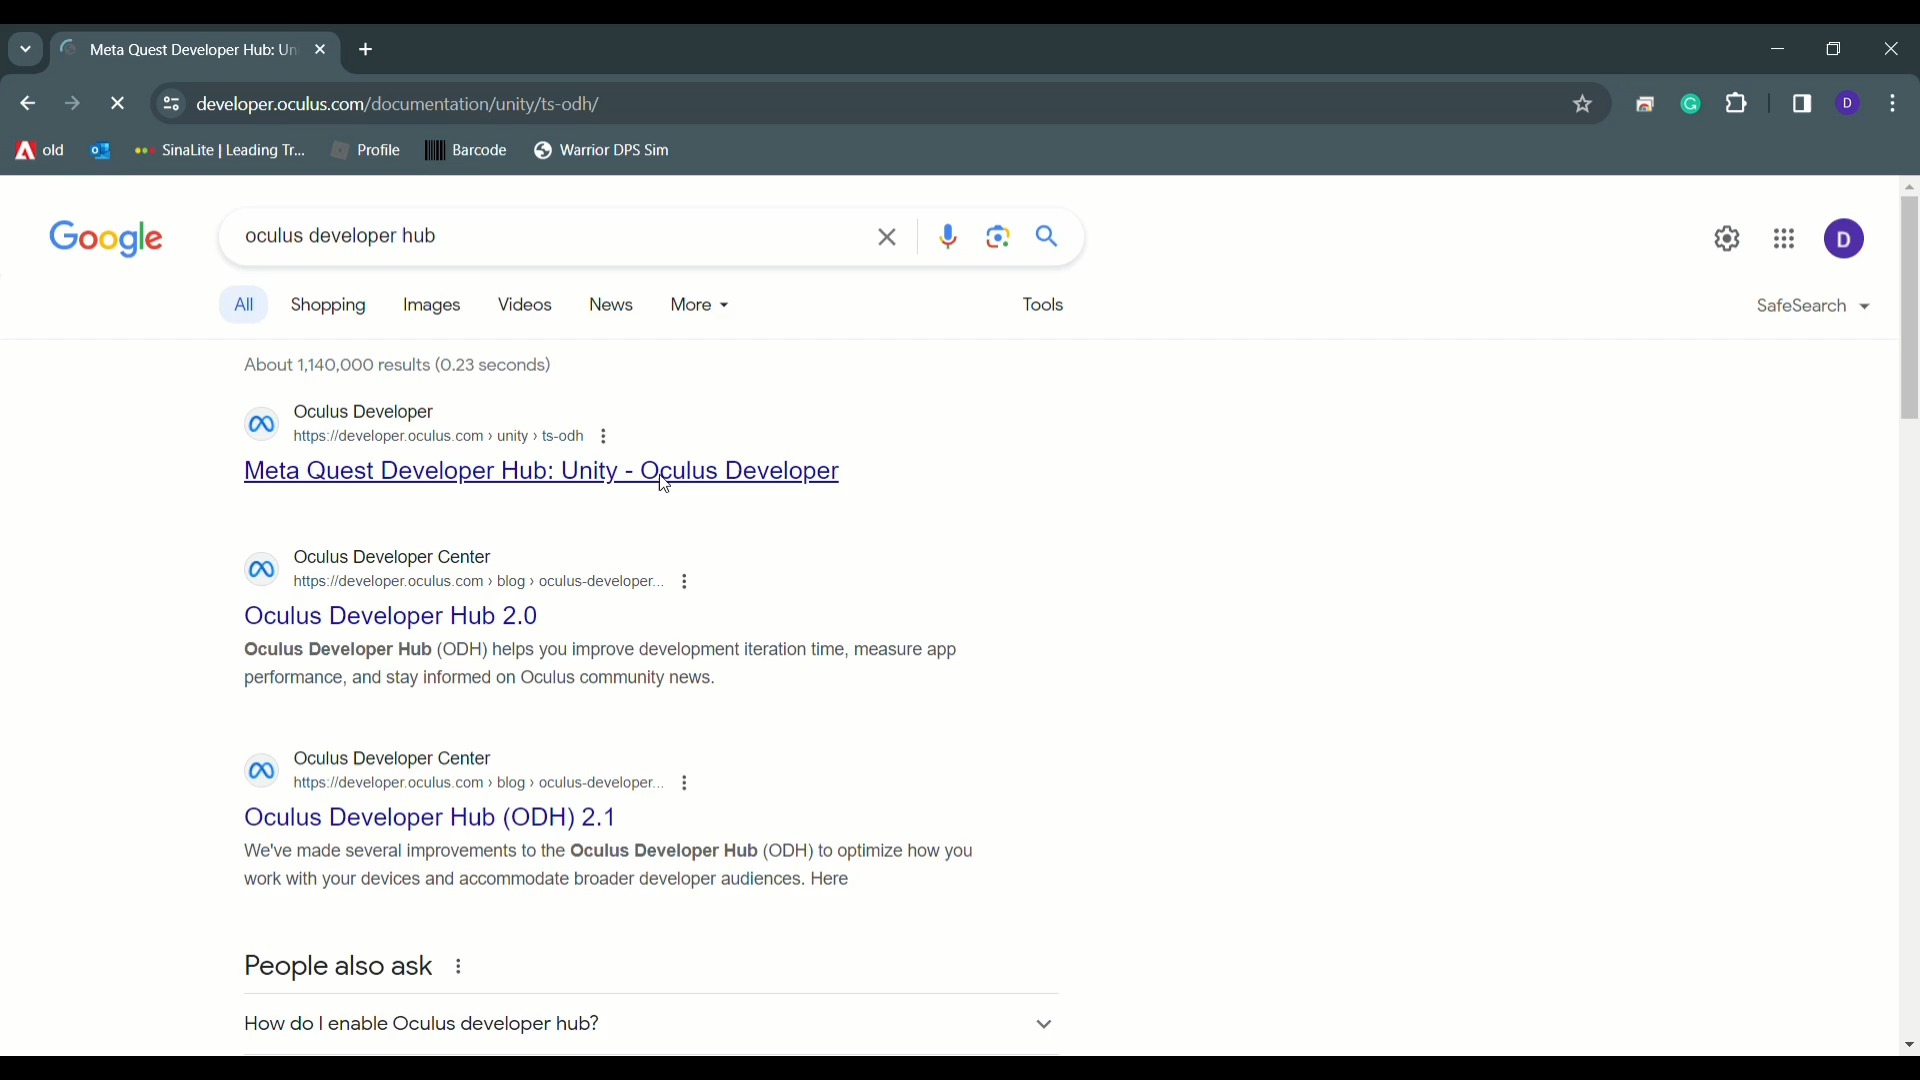 Meta Quest Developer Hub: Un
developer.oculus.com/documentation/unity/ts-odh/
D
old
SinaLite | Leading Tr...
Profile
Barcode
Warrior DPS Sim
Google
oculus developer hub
D
All
Shopping
Images
Videos
News
More
Tools
SafeSearch
About 1,140,000 results (0.23 seconds)
Oculus Developer
https://developer.oculus.com › unity › ts-odh
Meta Quest Developer Hub: Unity - Oculus Developer
Oculus Developer Center
https://developer.oculus.com › blog › oculus-developer...
Oculus Developer Hub 2.0
Oculus Developer Hub (ODH) helps you improve development iteration time, measure app
performance, and stay informed on Oculus community news.
Oculus Developer Center
https://developer.oculus.com › blog › oculus-developer...
Oculus Developer Hub (ODH) 2.1
We've made several improvements to the Oculus Developer Hub (ODH) to optimize how you
work with your devices and accommodate broader developer audiences. Here
People also ask
How do I enable Oculus developer hub?